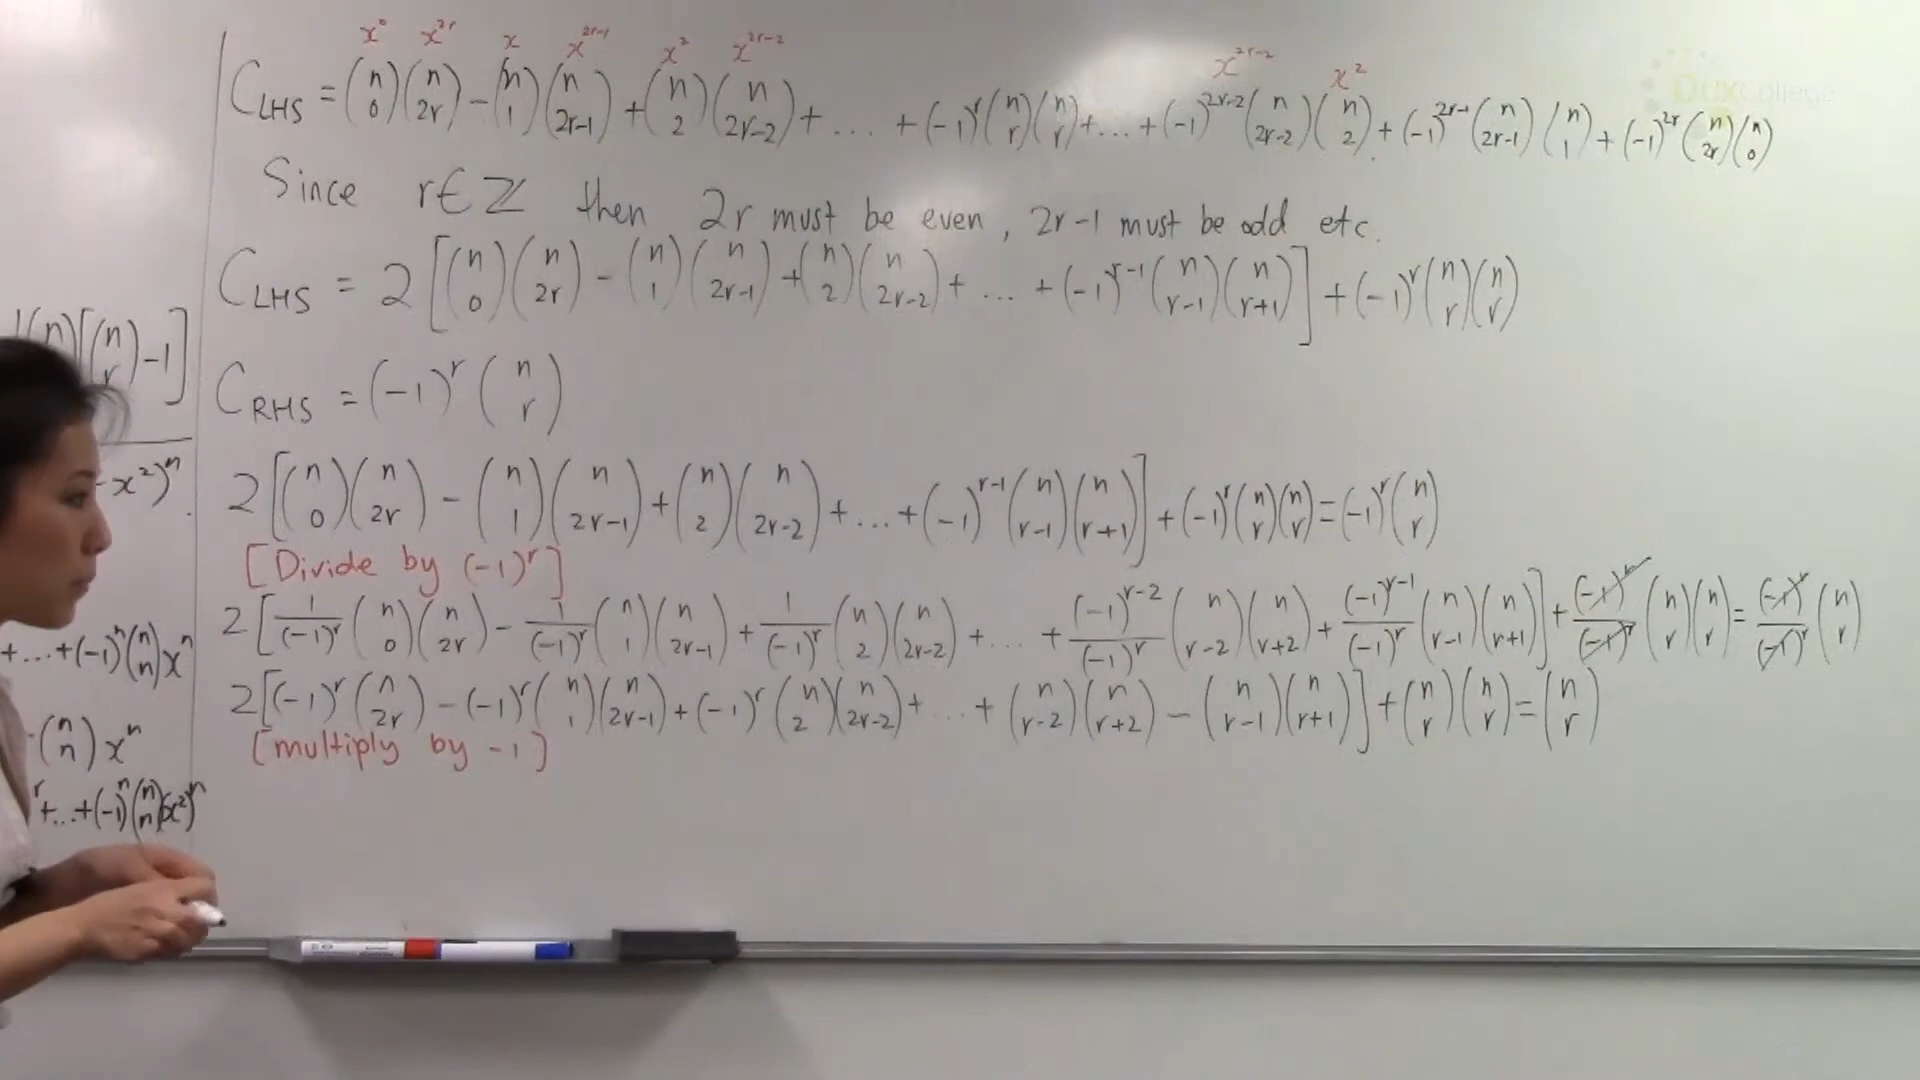 x⁰ x²ʳ x x²ʳ⁻¹ x² x²ʳ⁻² x²ʳ⁻² x²
DUxCollege
C_LHS = (n 0)(n 2r) - (n 1)(n 2r-1) + (n 2)(n 2r-2) + ... + (-1)^r (n r)(n r) + ... + (-1)^{2r-2} (n 2r-2)(n 2) + (-1)^{2r-1} (n 2r-1)(n 1) + (-1)^{2r} (n 2r)(n 0)
Since r∈ℤ then 2r must be even, 2r-1 must be odd etc.
C_LHS = 2[(n 0)(n 2r) - (n 1)(n 2r-1) + (n 2)(n 2r-2) + ... + (-1)^{r-1} (n r-1)(n r+1)] + (-1)^r (n r)(n r)
C_RHS = (-1)^r (n r)
2[(n 0)(n 2r) - (n 1)(n 2r-1) + (n 2)(n 2r-2) + ... + (-1)^{r-1} (n r-1)(n r+1)] + (-1)^r (n r)(n r) = (-1)^r (n r)
[Divide by (-1)^r]
2[1/(-1)^r (n 0)(n 2r) - 1/(-1)^r (n 1)(n 2r-1) + 1/(-1)^r (n 2)(n 2r-2) + ... + (-1)^{r-2}/(-1)^r (n r-2)(n r+2) + (-1)^{r-1}/(-1)^r (n r-1)(n r+1)] + (-1)^r/(-1)^r (n r)(n r) = (-1)^r/(-1)^r (n r)
2[(-1)^r (n 2r) - (-1)^r (n 1)(n 2r-1) + (-1)^r (n 2)(n 2r-2) + ... + (n r-2)(n r+2) - (n r-1)(n r+1)] + (n r)(n r) = (n r)
[multiply by -1]
[(n r) -1]
-x²)^n
+...+(-1)^n (n n) x^n
(n n) x^n
+...+(-1)^n (n n)(x²)^n